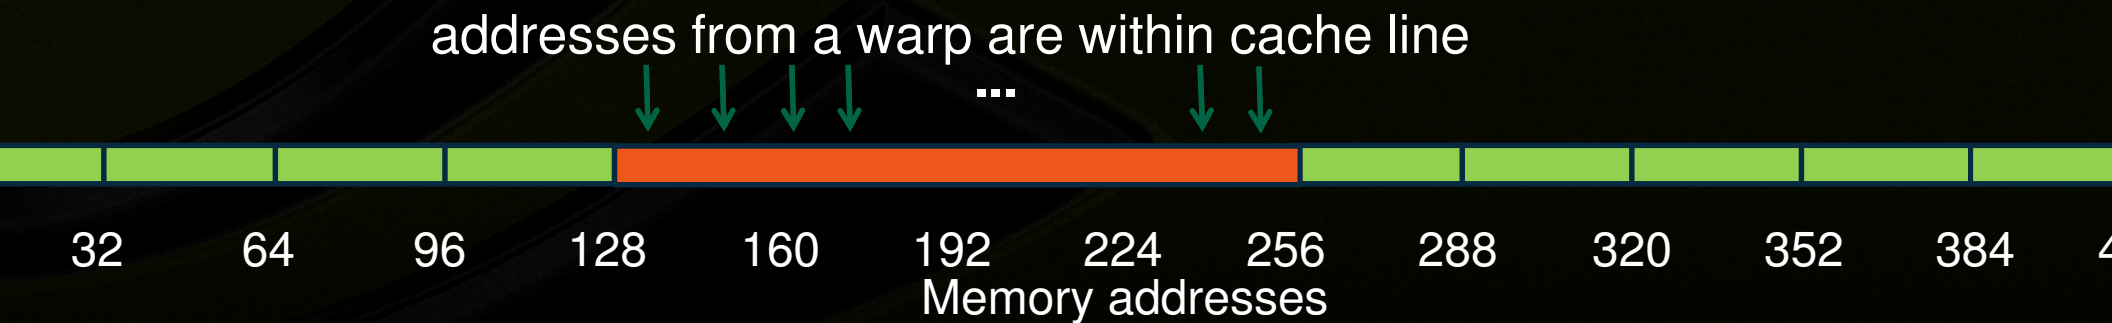 addresses from a warp are within cache line
...
32 64 96 128 160 192 224 256 288 320 352 384
Memory addresses